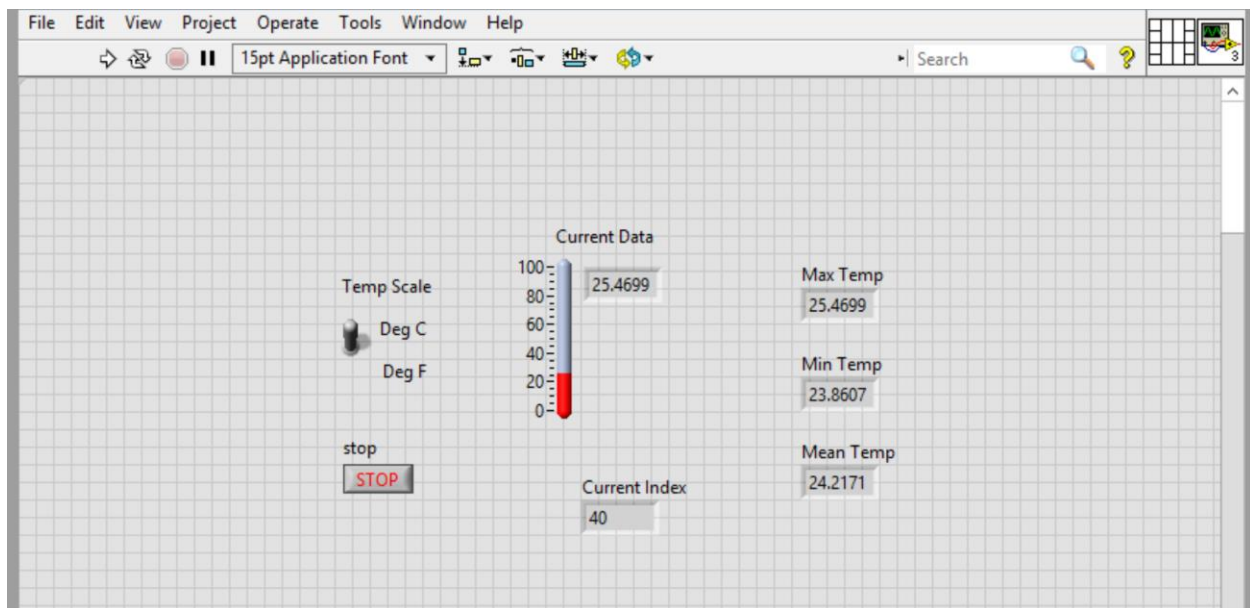 File Edit View Project Operate Tools Window Help
15pt Application Font
Search
3
Current Data
100
80
60
40
20
0
25.4699
Temp Scale
Deg C
Deg F
Max Temp
25.4699
Min Temp
23.8607
stop
STOP
Mean Temp
24.2171
Current Index
40